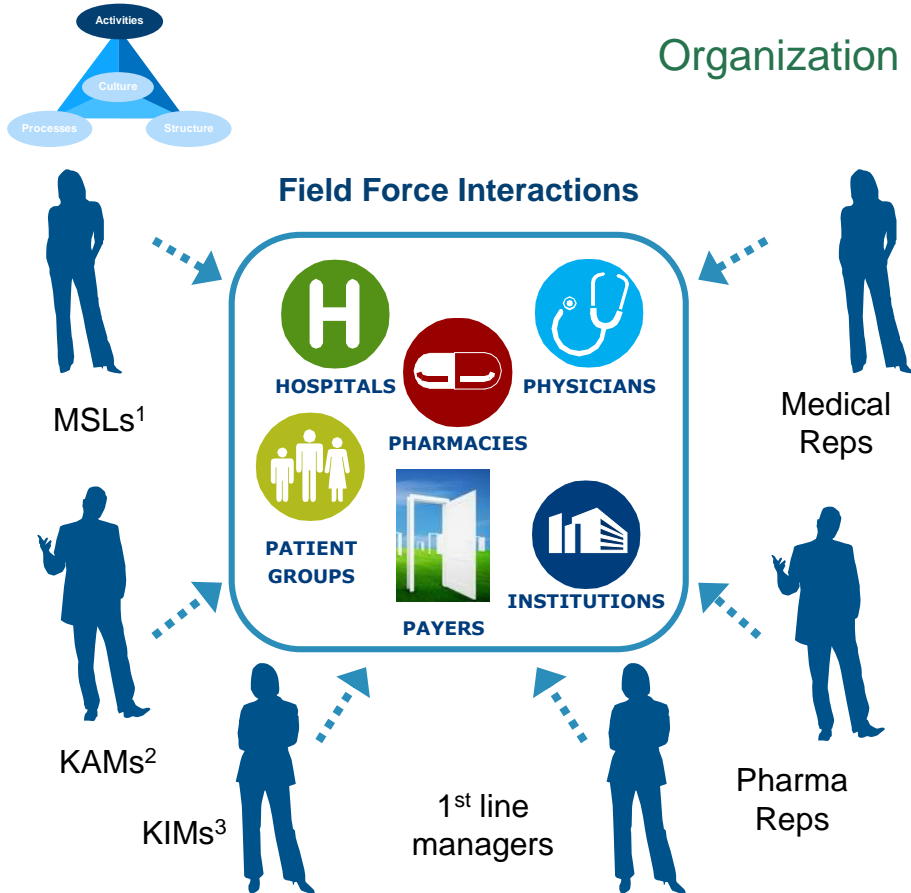 Activities
Culture
Processes
Structure
Organization
Field Force Interactions
HOSPITALS
PHYSICIANS
PHARMACIES
PATIENT
GROUPS
PAYERS
INSTITUTIONS
MSLs¹
Medical
Reps
KAMs²
KIMs³
1st line
managers
Pharma
Reps